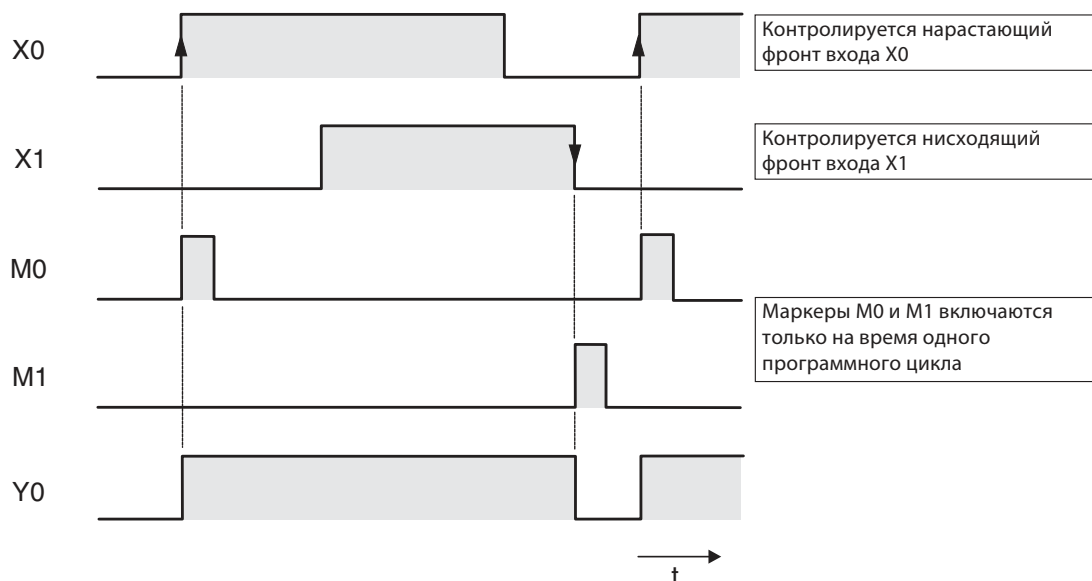 X0
Контролируется нарастающий
фронт входа X0
X1
Контролируется нисходящий
фронт входа X1
M0
Маркеры M0 и M1 включаются
только на время одного
программного цикла
M1
Y0
t